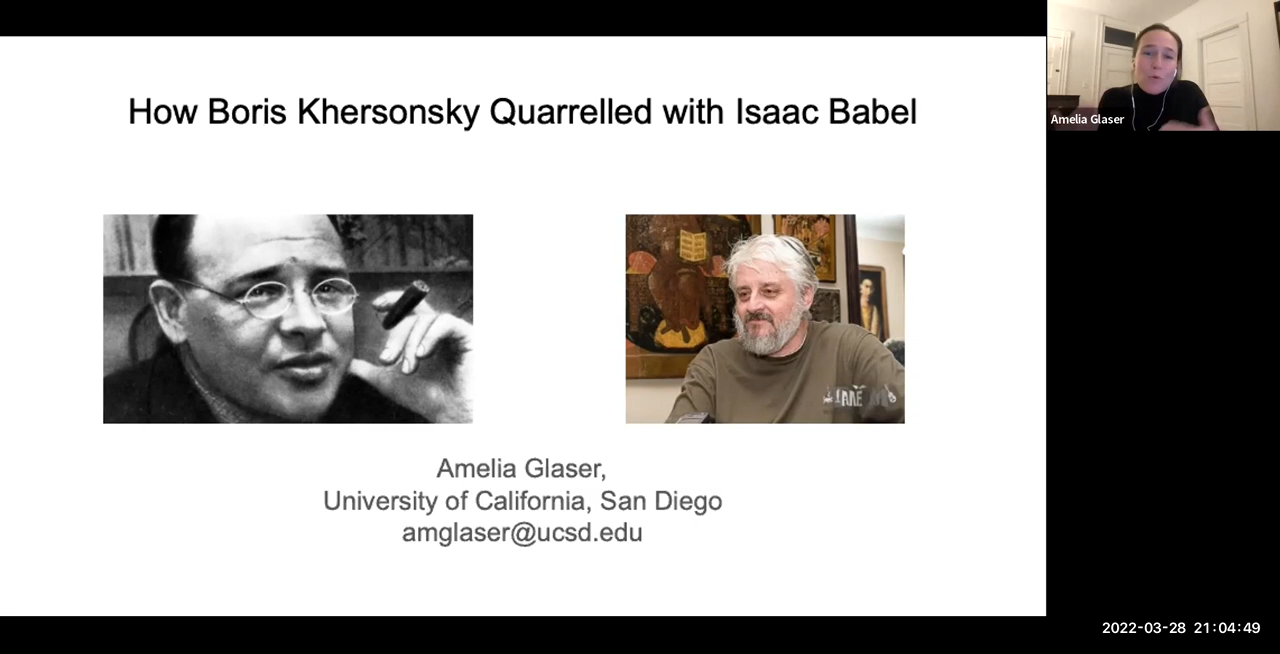 How Boris Khersonsky Quarrelled with Isaac Babel
Amelia Glaser
Amelia Glaser,
University of California, San Diego
amglaser@ucsd.edu
2022-03-28 21:04:49